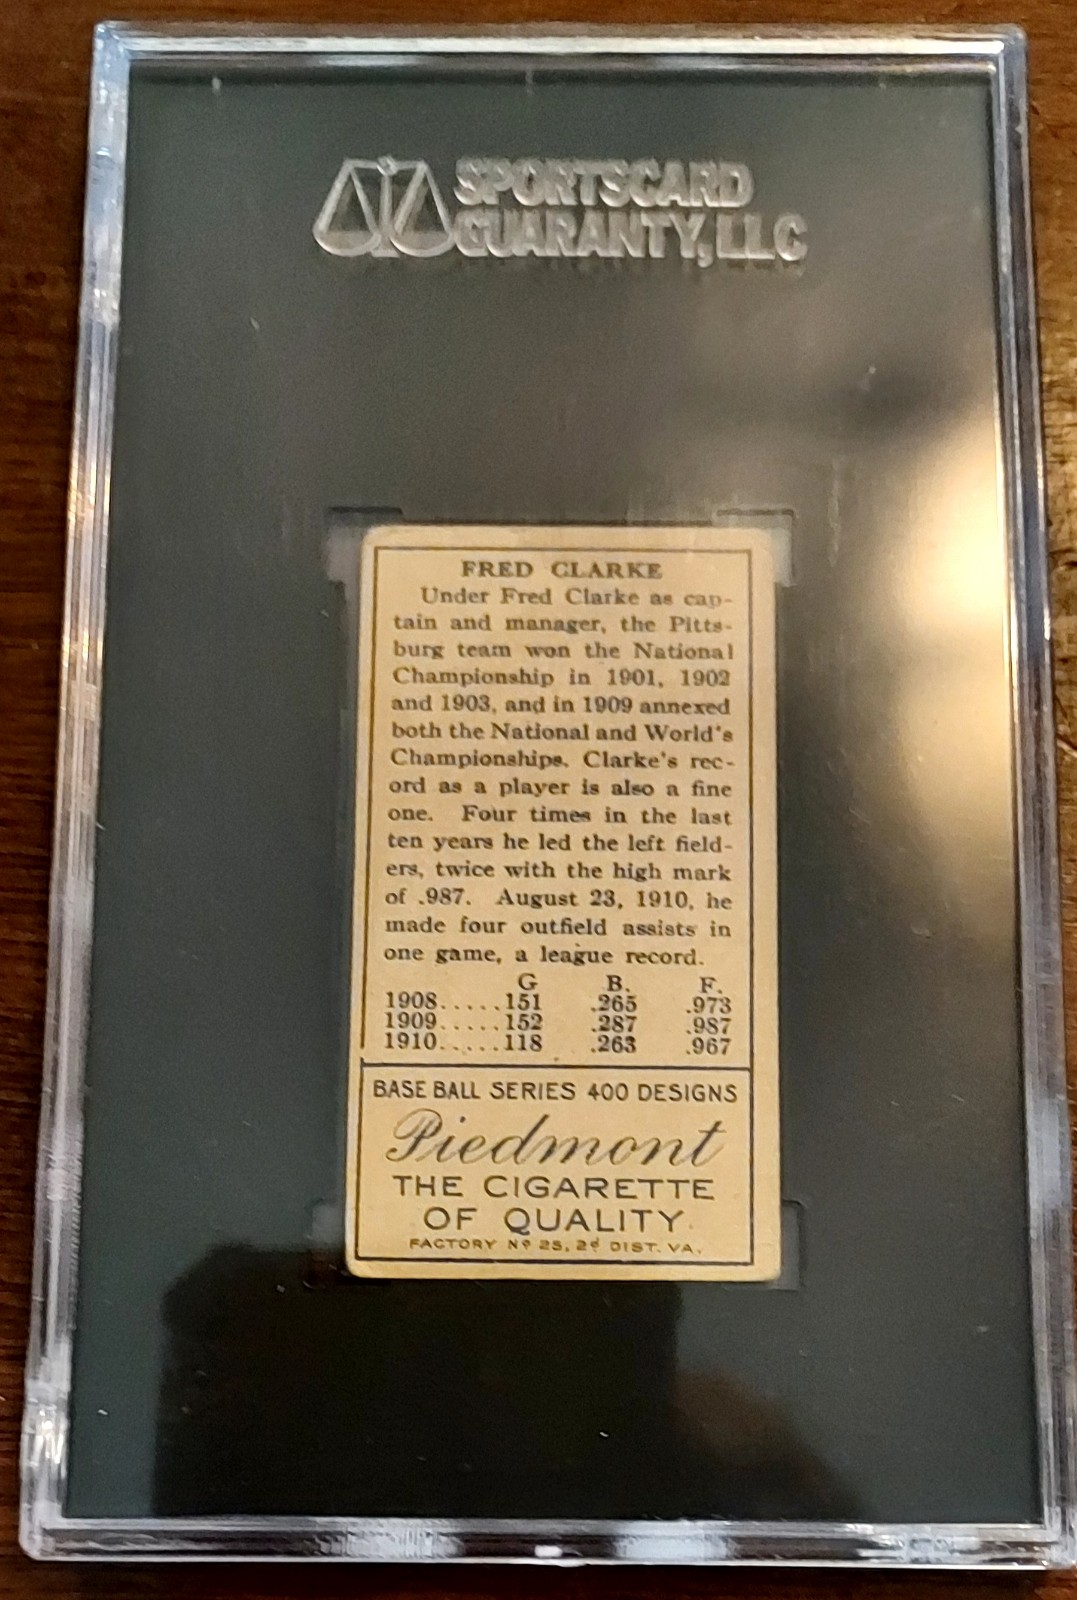 SPORTSCARD
GUARANTY, LLC
FRED CLARKE
Under Fred Clarke as cap-
tain and manager, the Pitts-
burg team won the National
Championship in 1901, 1902
and 1903, and in 1909 annexed
both the National and World's
Championships. Clarke's rec-
ord as a player is also a fine
one. Four times in the last
ten years he led the left field-
ers, twice with the high mark
of .987. August 23, 1910, he
made four outfield assists in
one game, a league record.
G B. F.
1908.....151 .265 .973
1909.....152 .287 .987
1910.....118 .263 .967
BASE BALL SERIES 400 DESIGNS
Piedmont
THE CIGARETTE
OF QUALITY.
FACTORY Nº 25, 2d DIST. VA.